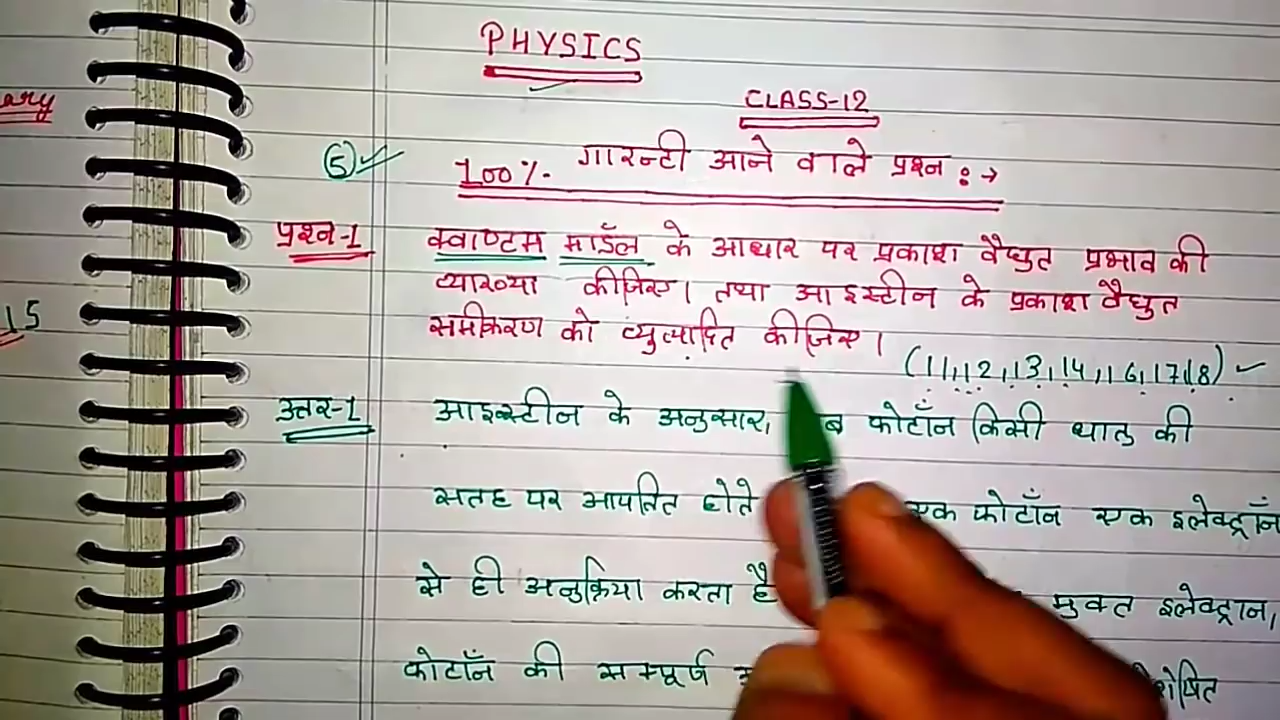 PHYSICS
CLASS-12
ary
5
100% गारन्टी आने वाले प्रश्न :→
प्रश्न-1 क्वाण्टम मॉडल के आधार पर प्रकाश वैद्युत प्रभाव की
व्याख्या कीजिए। तथा आइस्टीन के प्रकाश वैद्युत
समीकरण को व्युत्पादित कीजिए।
15
(11,12,13,14,16,17,18)
उत्तर-1 आइस्टीन के अनुसार, फोटॉन किसी धातु की
सतह पर आपतित होते एक फोटॉन एक इलेक्ट्रॉन
से ही अनुक्रिया करता है मुक्त इलेक्ट्रान,
फोटॉन की सम्पूर्ण